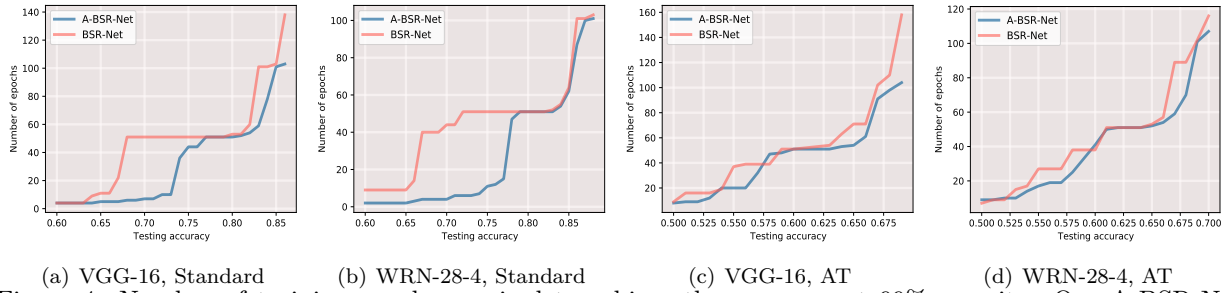 140
120
100
80
60
40
20
0
Number of epochs
A-BSR-Net
BSR-Net
0.60 0.65 0.70 0.75 0.80 0.85
Testing accuracy
(a) VGG-16, Standard
100
80
60
40
20
0
Number of epochs
A-BSR-Net
BSR-Net
0.60 0.65 0.70 0.75 0.80 0.85
Testing accuracy
(b) WRN-28-4, Standard
160
140
120
100
80
60
40
20
Number of epochs
A-BSR-Net
BSR-Net
0.500 0.525 0.550 0.575 0.600 0.625 0.650 0.675
Testing accuracy
(c) VGG-16, AT
120
100
80
60
40
20
Number of epochs
A-BSR-Net
BSR-Net
0.500 0.525 0.550 0.575 0.600 0.625 0.650 0.675 0.700
Testing accuracy
(d) WRN-28-4, AT